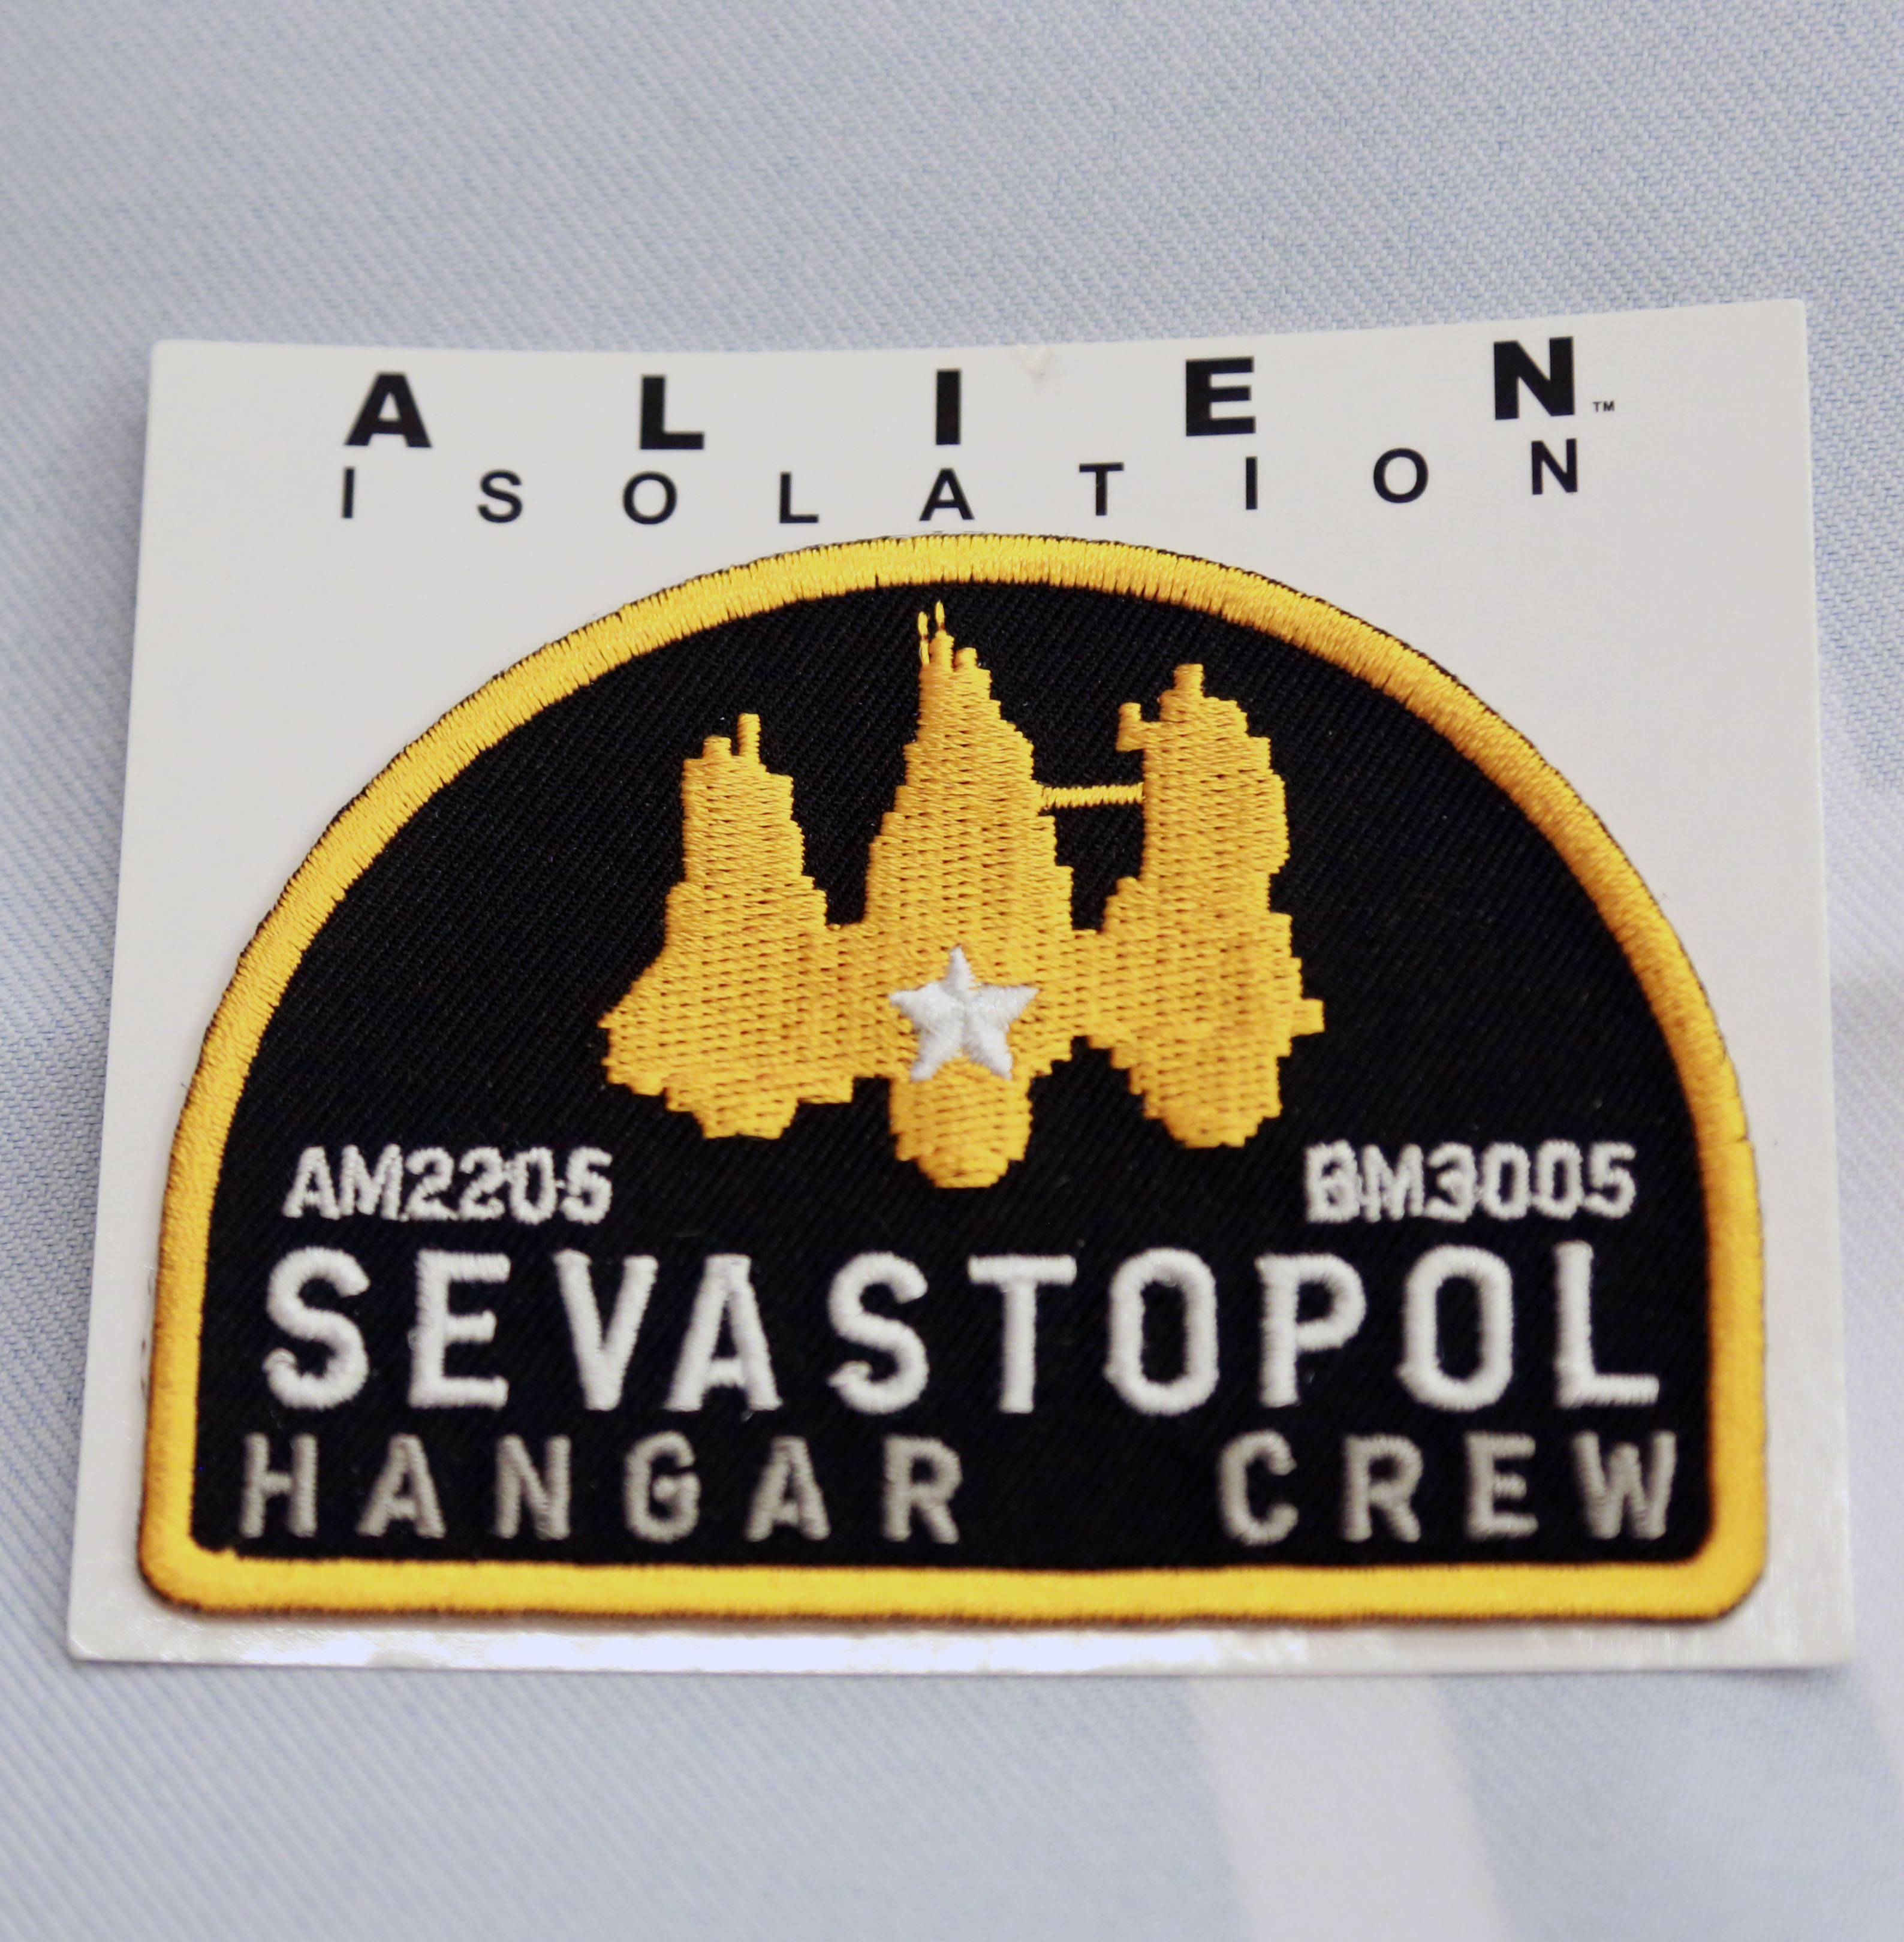 ALIEN™
ISOLATION
AM2205 BM3005
SEVASTOPOL
HANGAR CREW